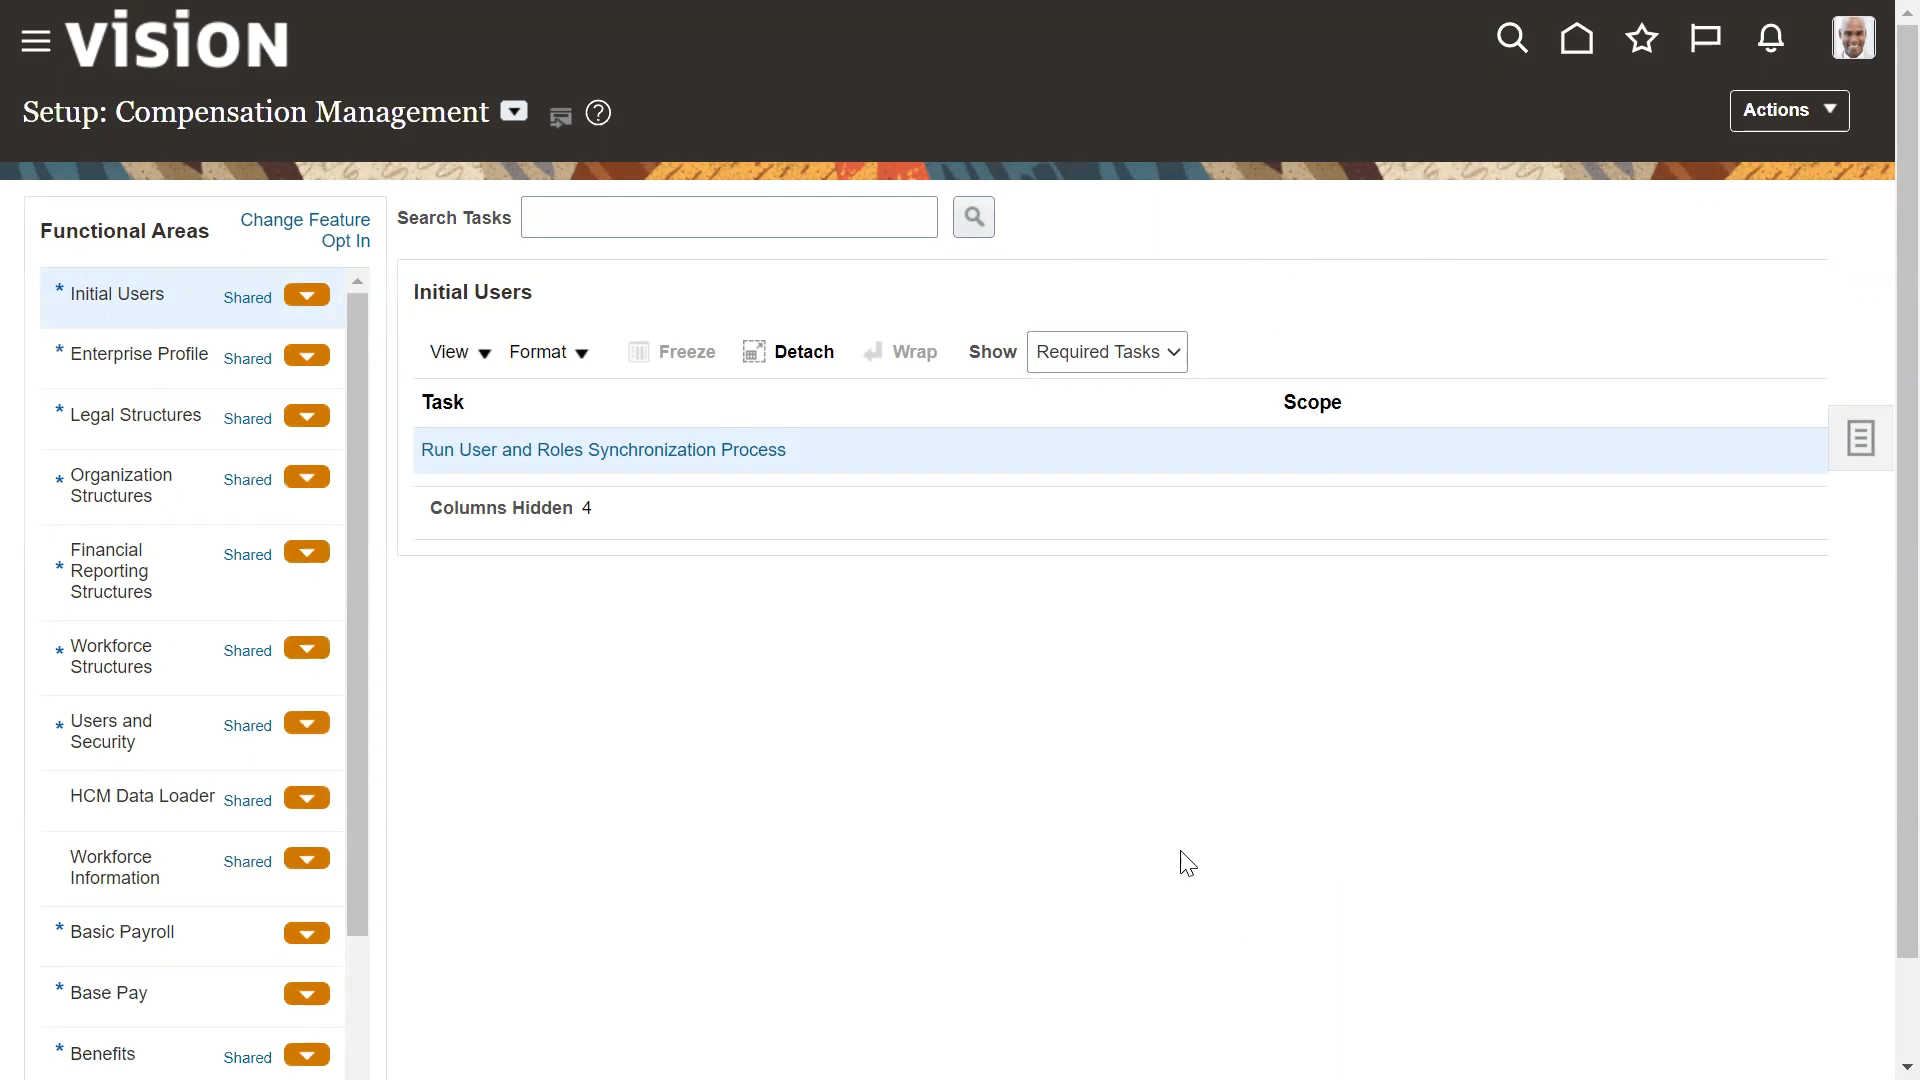 vision
Setup: Compensation Management
Actions
Functional Areas
Change Feature
Opt In
* Initial Users Shared
* Enterprise Profile Shared
* Legal Structures Shared
* Organization
Structures Shared
* Financial
Reporting
Structures Shared
* Workforce
Structures Shared
* Users and
Security Shared
HCM Data Loader Shared
Workforce
Information Shared
* Basic Payroll
* Base Pay
* Benefits Shared
Search Tasks
Initial Users
View Format Freeze Detach Wrap Show Required Tasks
Task Scope
Run User and Roles Synchronization Process
Columns Hidden 4